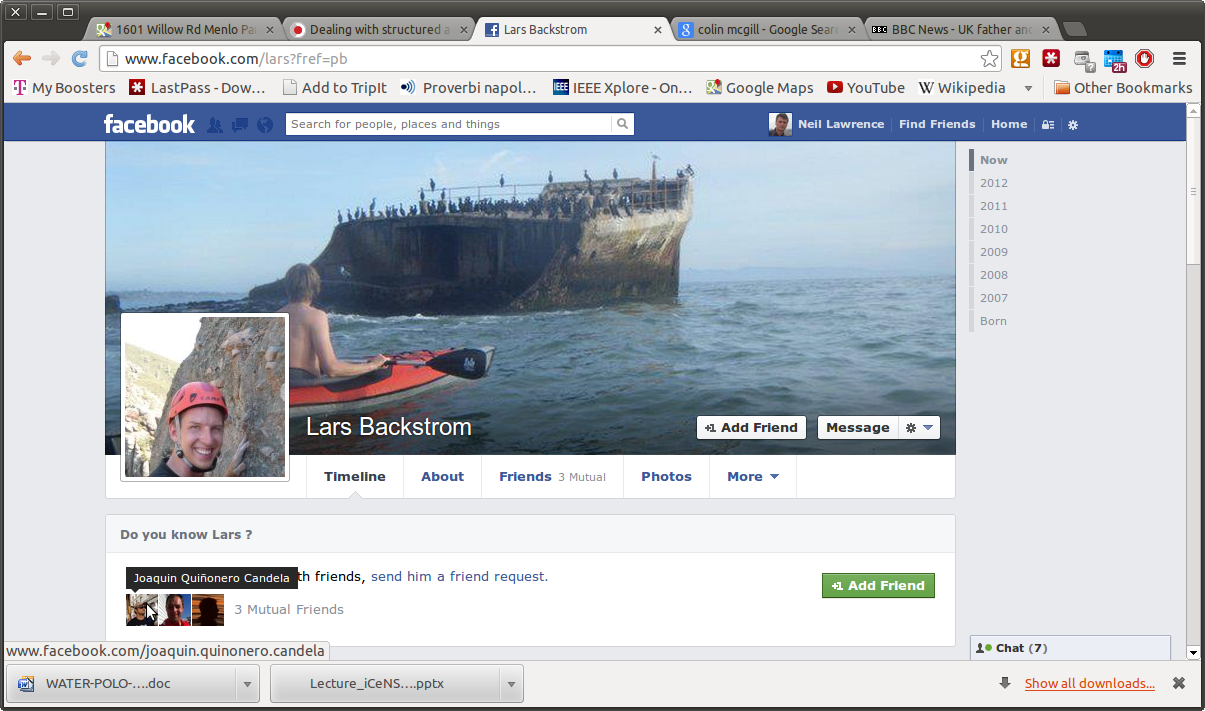 1601 Willow Rd Menlo Pa
Dealing with structured a
Lars Backstrom
colin mcgill - Google Sear
BBC News - UK father and
www.facebook.com/lars?fref=pb
2h
My Boosters
LastPass - Dow...
Add to TripIt
Proverbi napol...
IEEE Xplore - On...
Google Maps
YouTube
Wikipedia
Other Bookmarks
facebook
Search for people, places and things
Neil Lawrence
Find Friends
Home
Now
2012
2011
2010
2009
2008
2007
Born
Lars Backstrom
+1 Add Friend
Message
Timeline
About
Friends 3 Mutual
Photos
More
Do you know Lars ?
Joaquin Quiñonero Candela
th friends, send him a friend request.
+1 Add Friend
3 Mutual Friends
www.facebook.com/joaquin.quinonero.candela
Chat (7)
WATER-POLO-....doc
Lecture_iCeNS....pptx
Show all downloads...